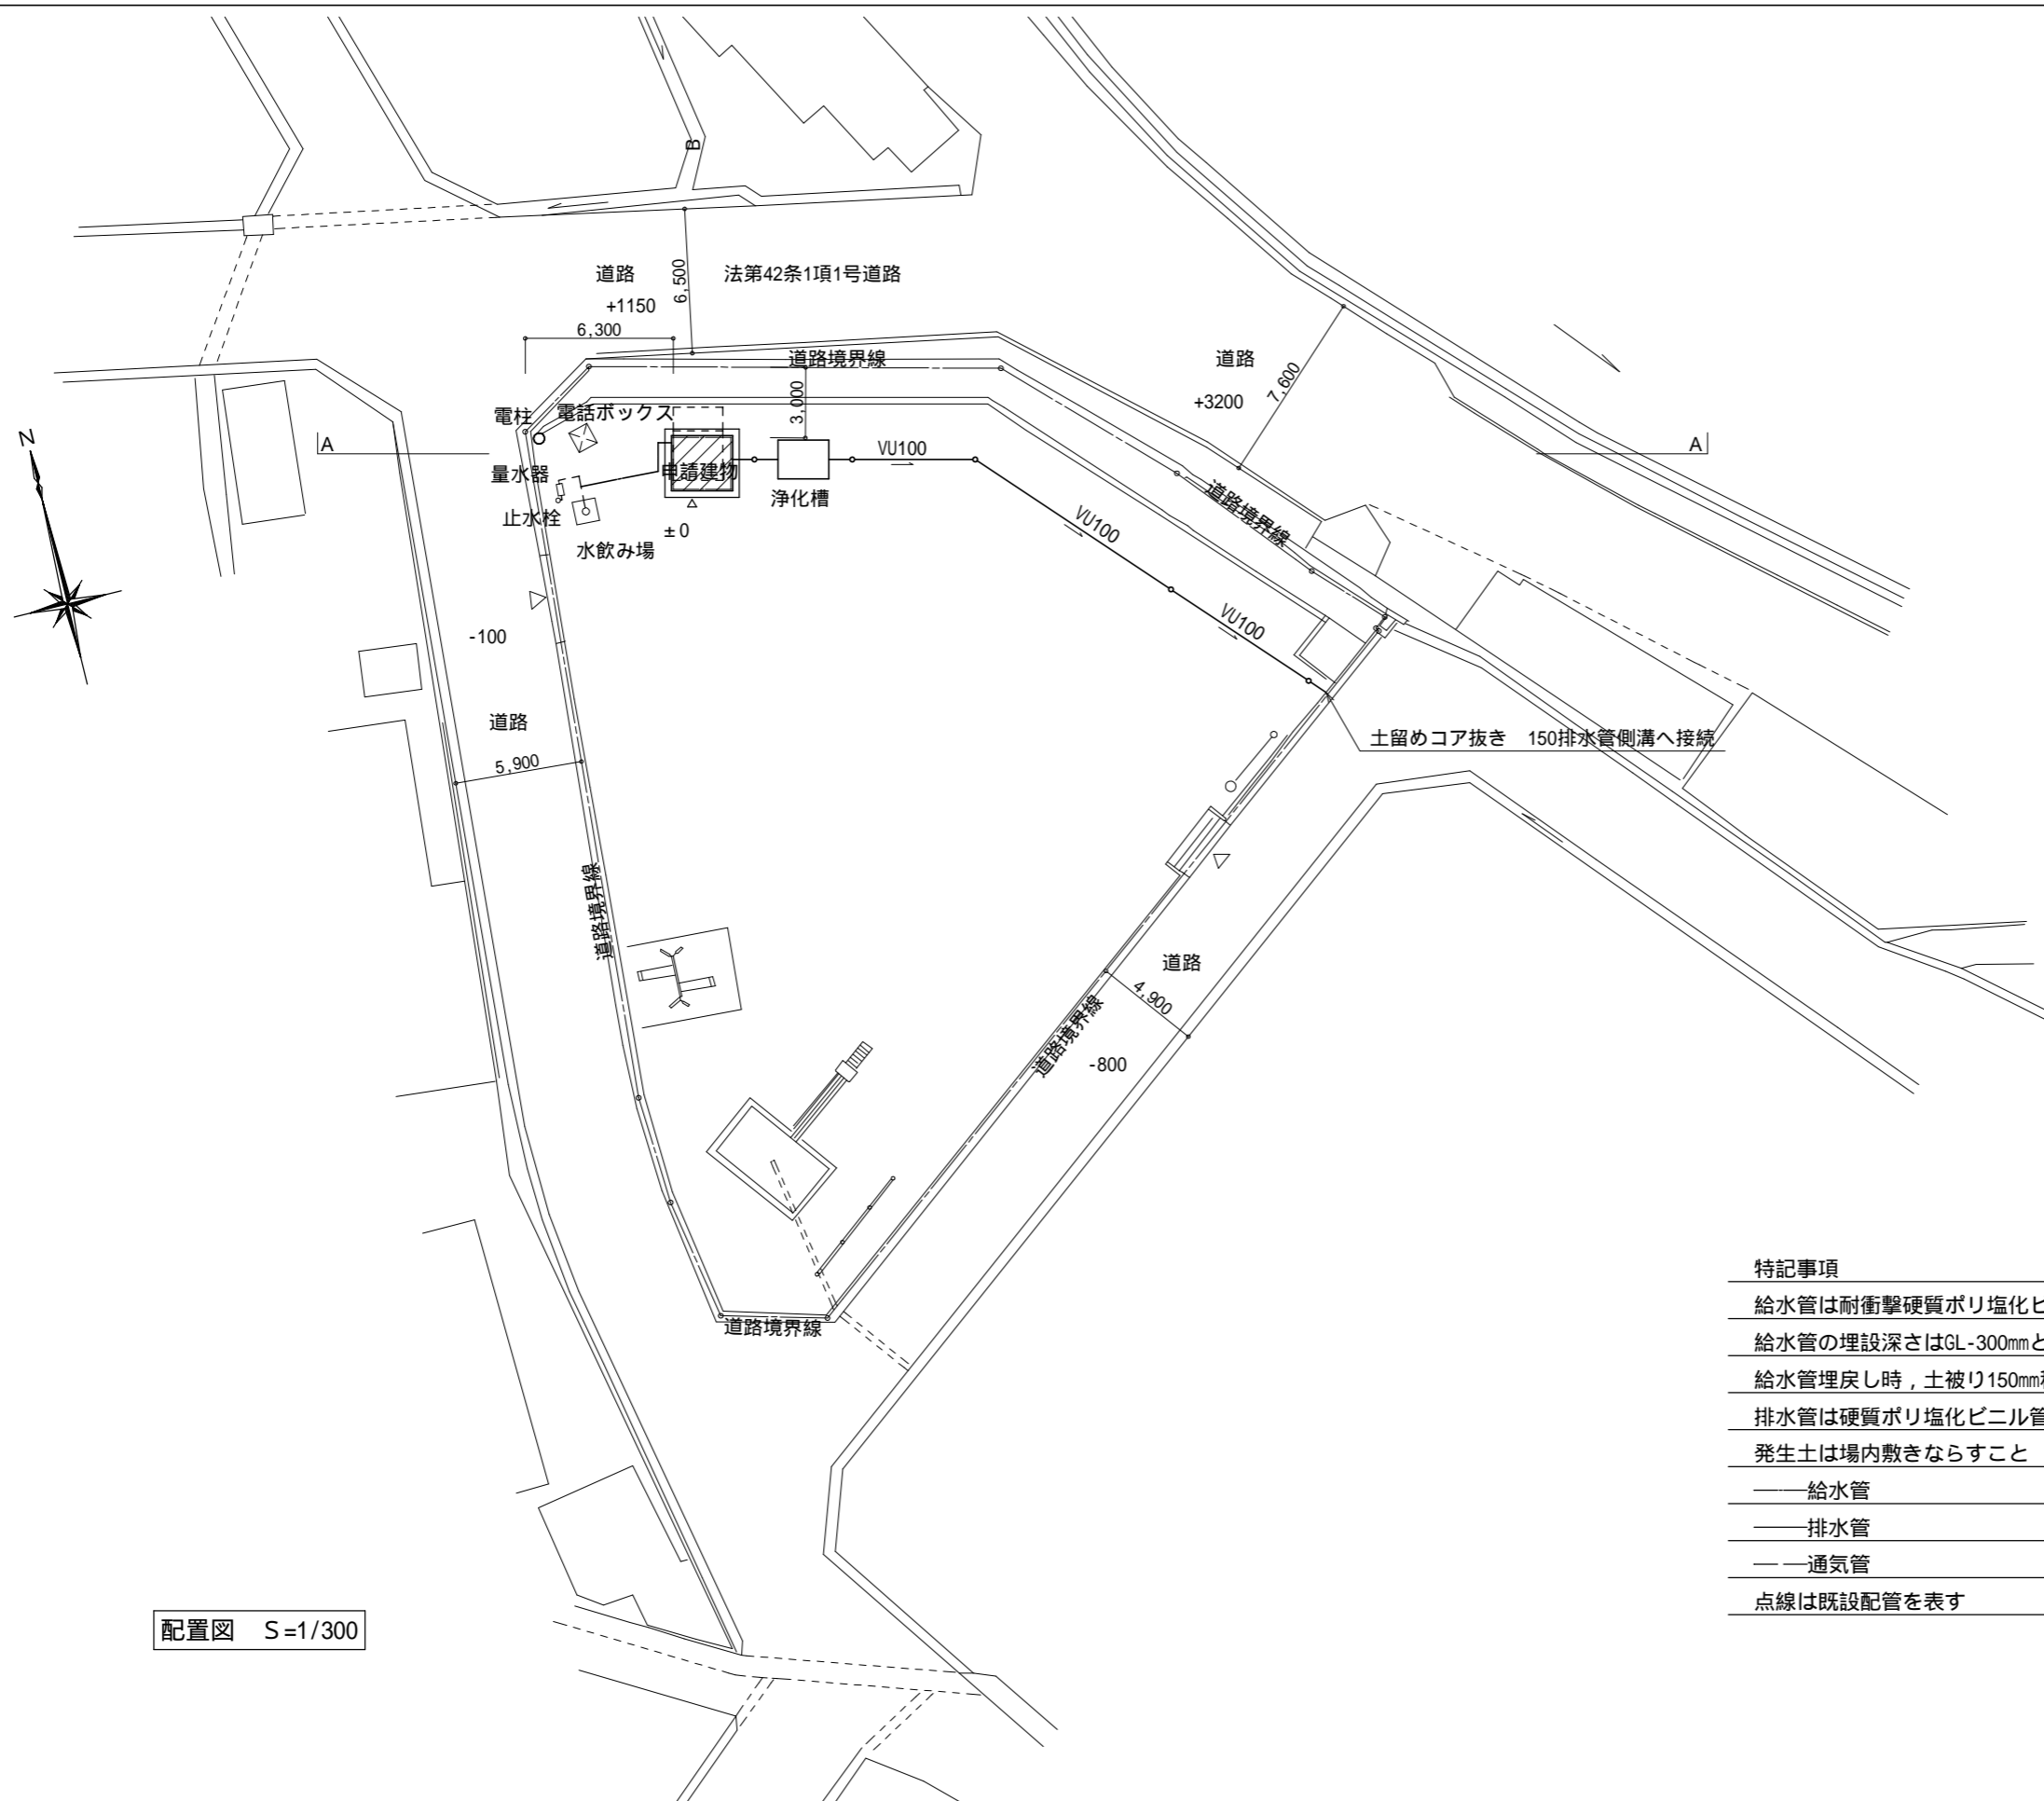 B
道路
法第42条1項1号道路
6,500
+1150
6,300
道路境界線
道路
7,600
+3200
3,000
電柱
電話ボックス
N
A
A
VU100
量水器
申請建物
浄化槽
道路境界線
止水栓
±0
水飲み場
VU100
VU100
-100
道路
土留めコア抜き 150排水管側溝へ接続
5,900
道路境界線
道路
4,900
道路境界線
-800
道路境界線
特記事項
給水管は耐衝撃硬質ポリ塩化ビ
給水管の埋設深さはGL-300mmと
給水管埋戻し時,土被り150mm
排水管は硬質ポリ塩化ビニル管
発生土は場内敷きならすこと
給水管
排水管
通気管
点線は既設配管を表す
配置図 S=1/300